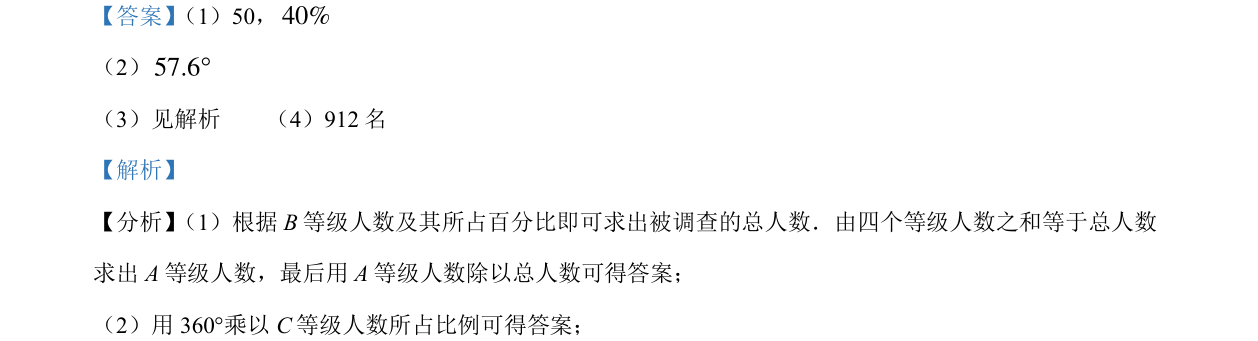 【答案】（1）50， 40%
（2）57.6°
（3）见解析 （4）912 名
【解析】
【分析】（1）根据 B 等级人数及其所占百分比即可求出被调查的总人数．由四个等级人数之和等于总人数
求出 A 等级人数，最后用 A 等级人数除以总人数可得答案；
（2）用 360°乘以 C 等级人数所占比例可得答案；